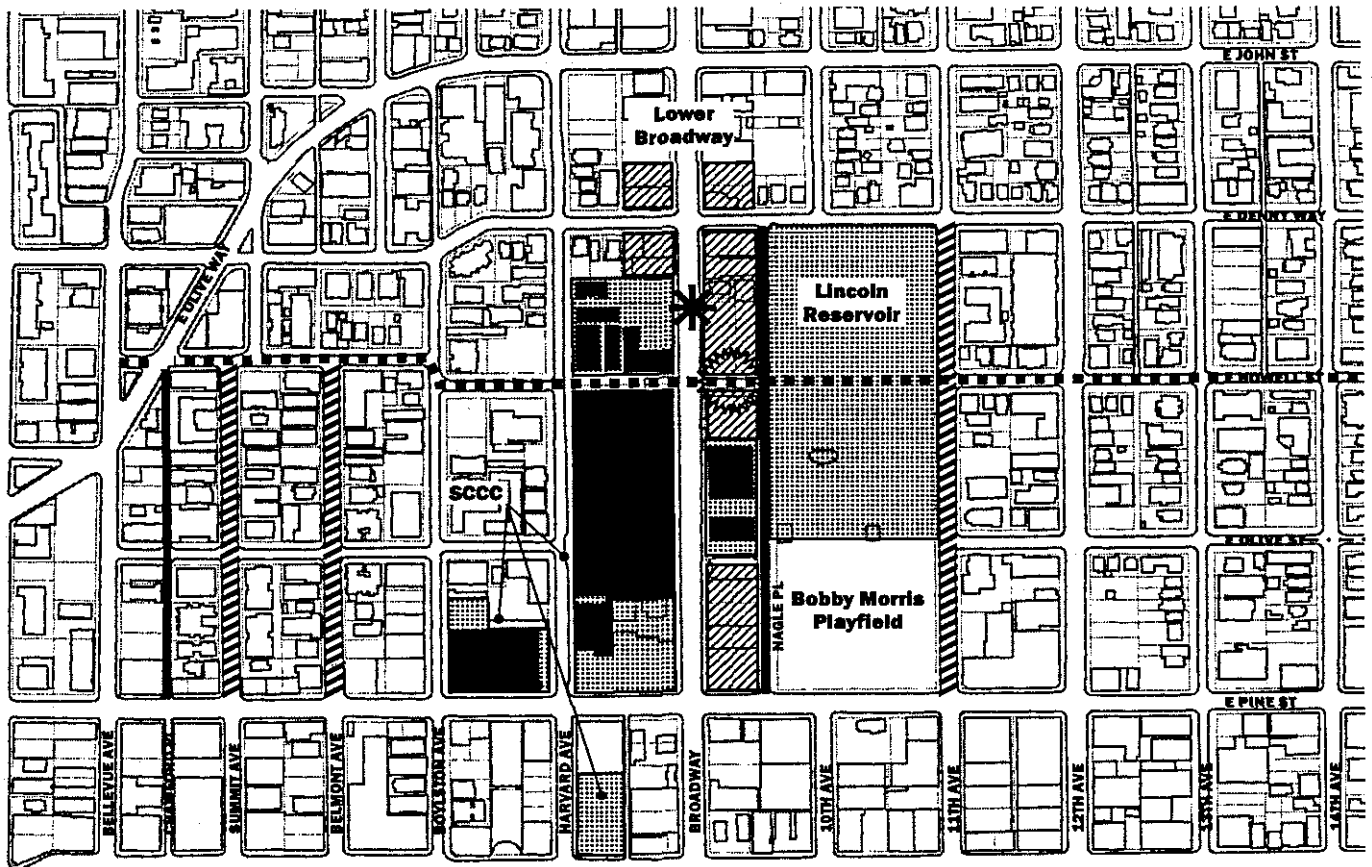 E JOHN ST
Lower
Broadway
E DENNY WAY
E OLIVE WAY
Lincoln
Reservoir
E HOWELL ST
SCCC
E OLIVE ST
Bobby Morris
Playfield
NAGLE PL
E PINE ST
BELLEVUE AVE
SUMMIT AVE
BELMONT AVE
BOYLSTON AVE
HARVARD AVE
BROADWAY
10TH AVE
11TH AVE
12TH AVE
13TH AVE
14TH AVE